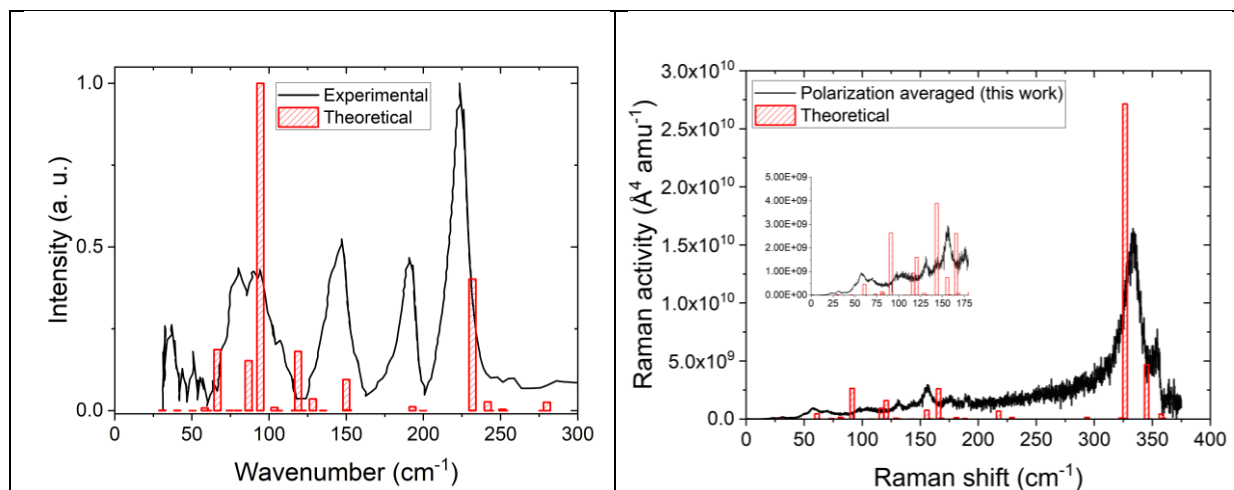 Experimental
Theoretical
Intensity (a. u.)
1.0
0.5
0.0
0 50 100 150 200 250 300
Wavenumber (cm⁻¹)
Polarization averaged (this work)
Theoretical
Raman activity (Å⁴ amu⁻¹)
3.0x10¹⁰
2.5x10¹⁰
2.0x10¹⁰
1.5x10¹⁰
1.0x10¹⁰
5.0x10⁹
0.0
5.00E+09
4.00E+09
3.00E+09
2.00E+09
1.00E+09
0.00E+00
0 25 50 75 100 125 150 175
0 50 100 150 200 250 300 350 400
Raman shift (cm⁻¹)